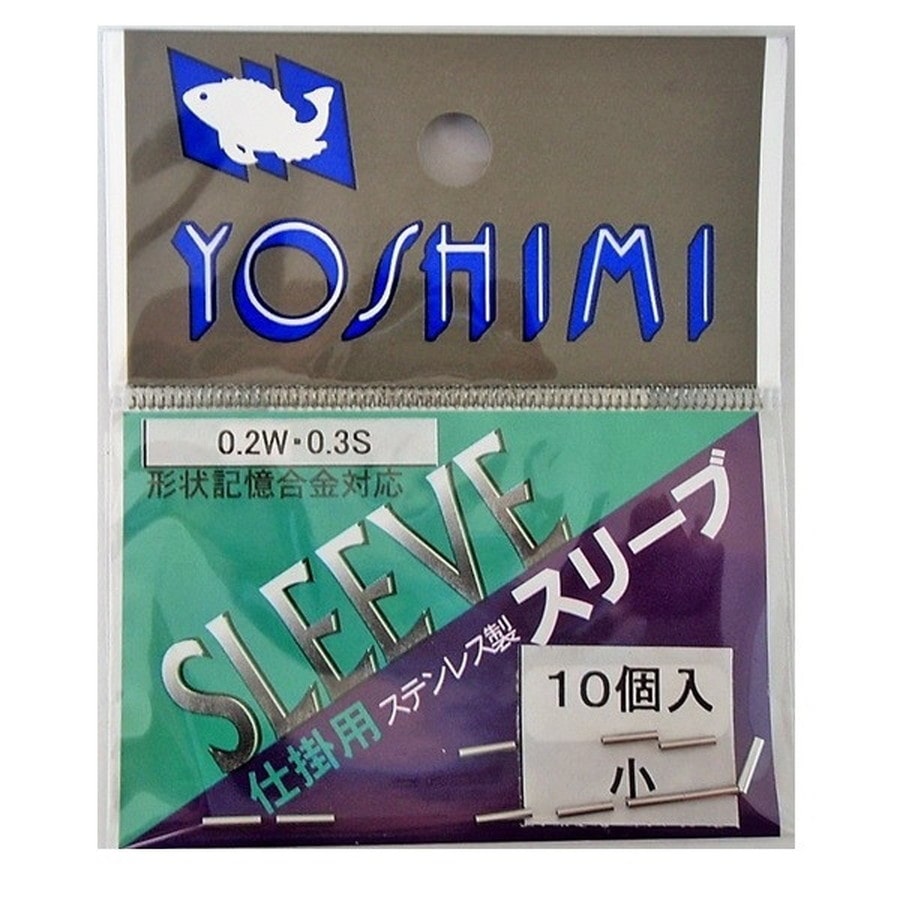 YOSHIMI
0.2W・0.3S
形状記憶合金対応
SLEEVE
仕掛用 ステンレス製 スリーブ
10個入
小